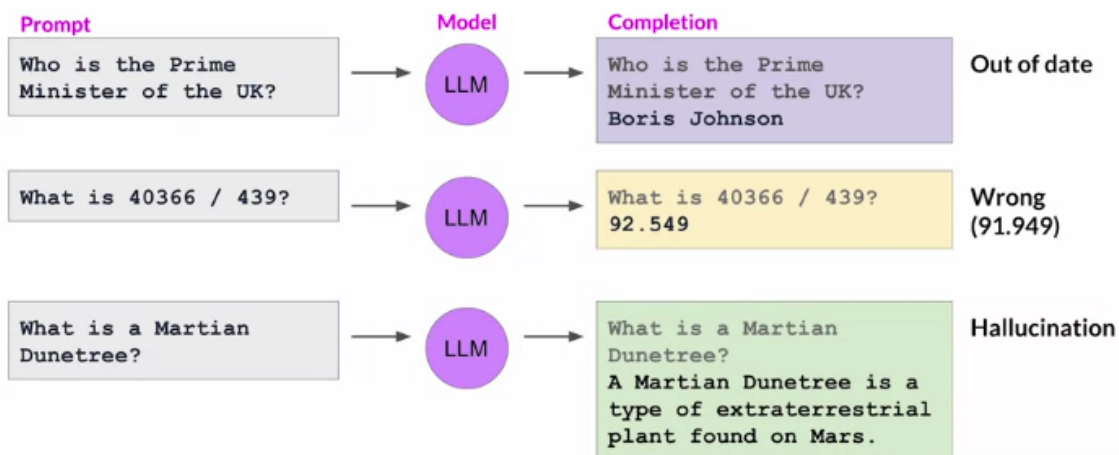 Prompt
Model
Completion
Who is the Prime
Minister of the UK?
LLM
Who is the Prime
Minister of the UK?
Boris Johnson
Out of date
What is 40366 / 439?
LLM
What is 40366 / 439?
92.549
Wrong
(91.949)
What is a Martian
Dunetree?
LLM
What is a Martian
Dunetree?
A Martian Dunetree is a
type of extraterrestrial
plant found on Mars.
Hallucination